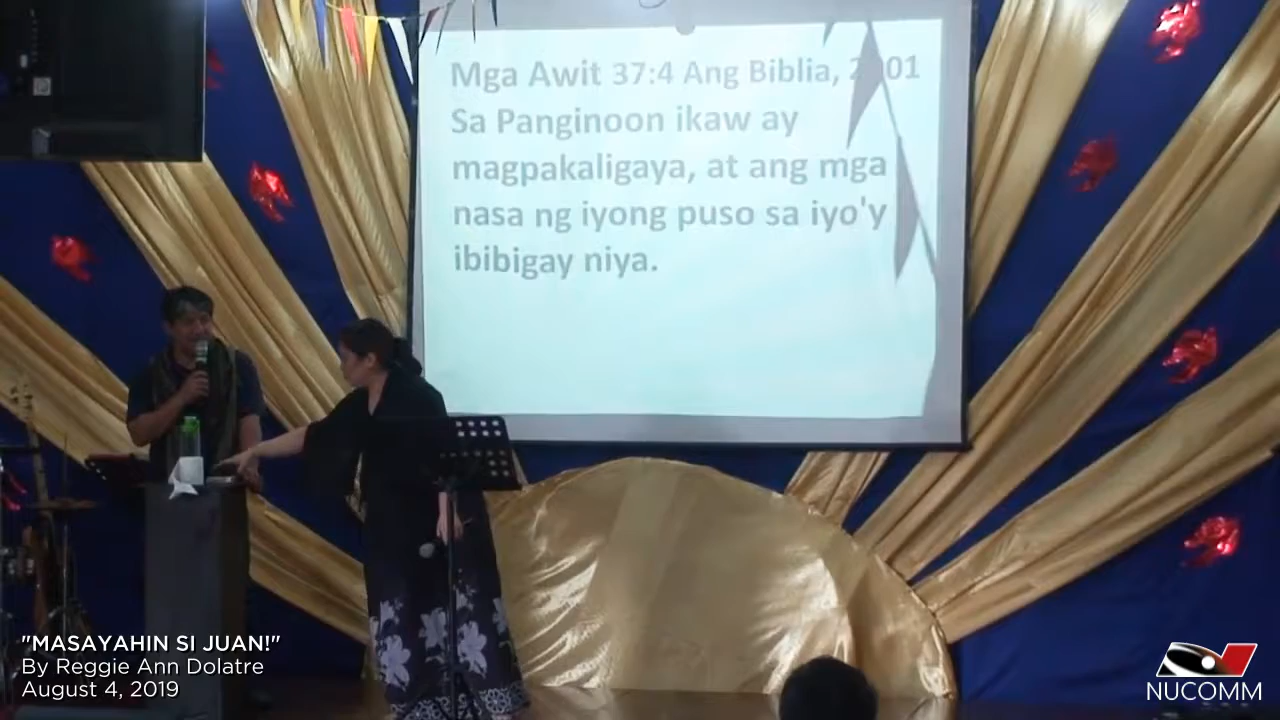 Mga Awit 37:4 Ang Biblia, 2001
Sa Panginoon ikaw ay
magpakaligaya, at ang mga
nasa ng iyong puso sa iyo'y
ibibigay niya.
"MASAYAHIN SI JUAN!"
By Reggie Ann Dolatre
August 4, 2019
NUCOMM